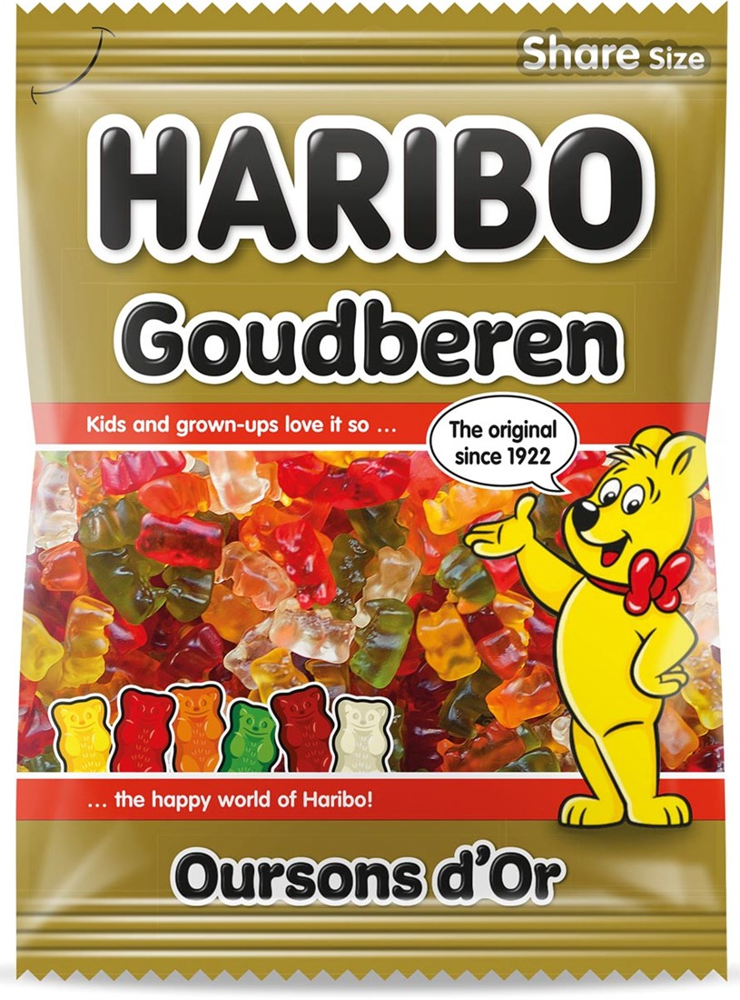 Share Size
HARIBO
Goudberen
Kids and grown-ups love it so ...
The original
since 1922
... the happy world of Haribo!
Oursons d'Or